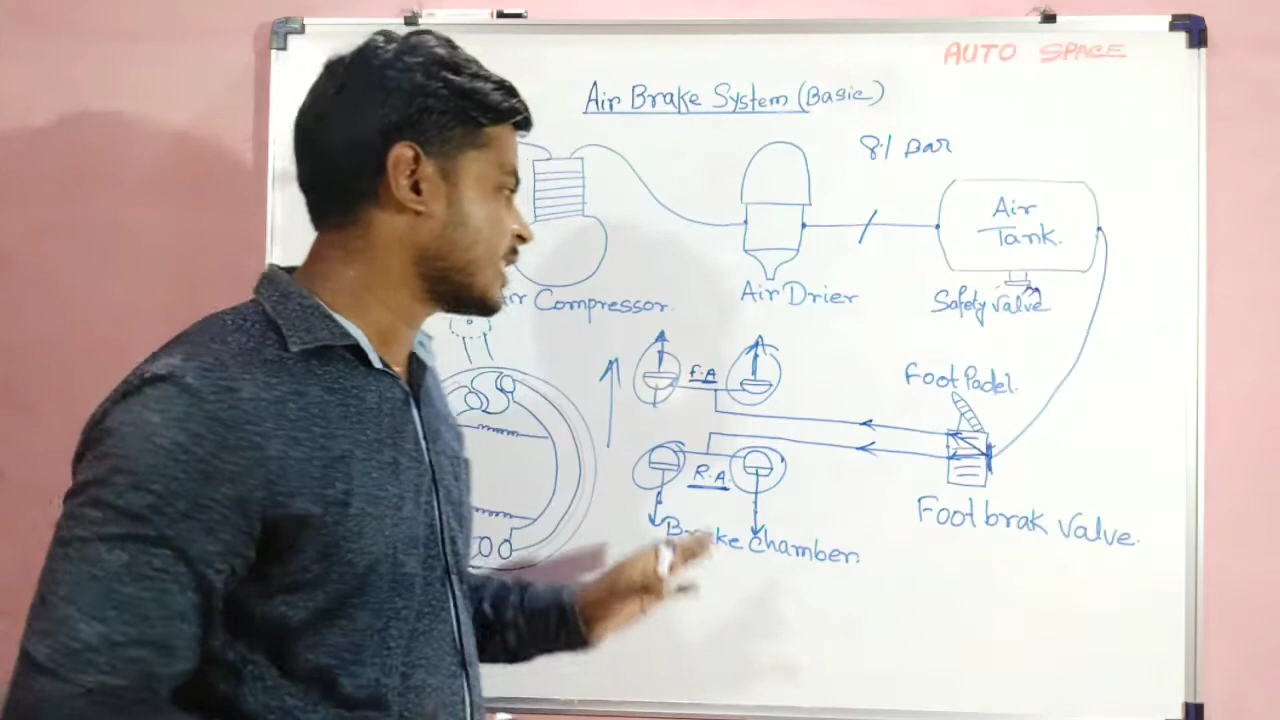 AUTO SPACE
Air Brake System (Basic)
8.1 Bar
Air
Tank.
Compressor.
Air Drier
Safety Valve
F.A
Foot Padel.
R.A.
Foot brak Valve.
Brake Chamber.